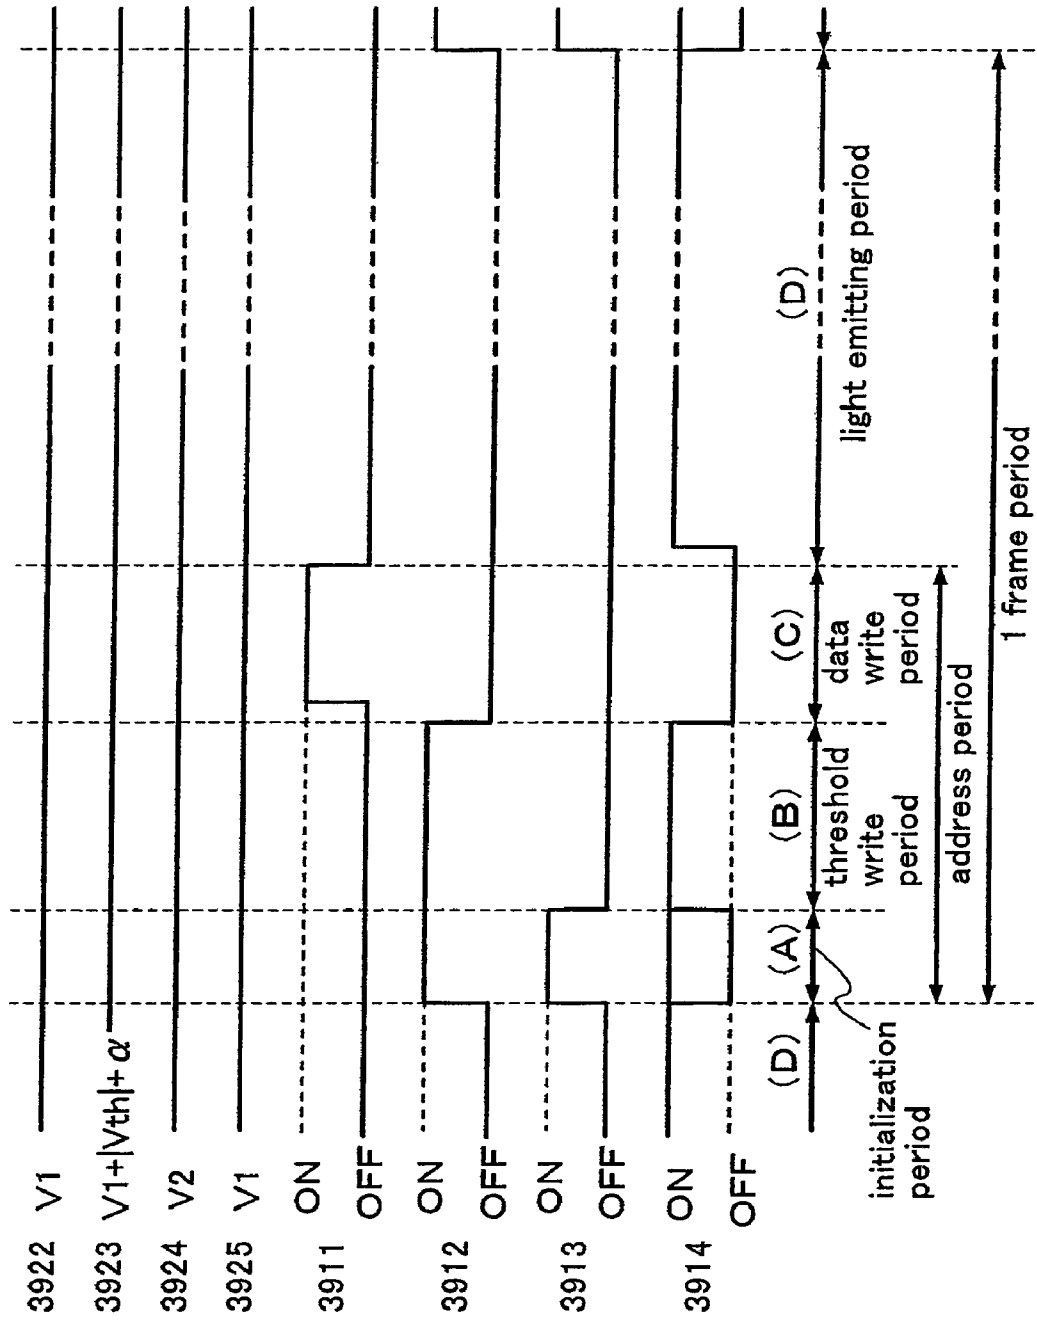 3922 V1
3923 V1+|Vth|+α
3924 V2
3925 V1
3911 ON
OFF
3912 ON
OFF
3913 ON
OFF
3914 ON
OFF
(D) (A) (B) (C) (D)
initialization
period
threshold
write
period
data
write
period
light emitting period
address period
1 frame period